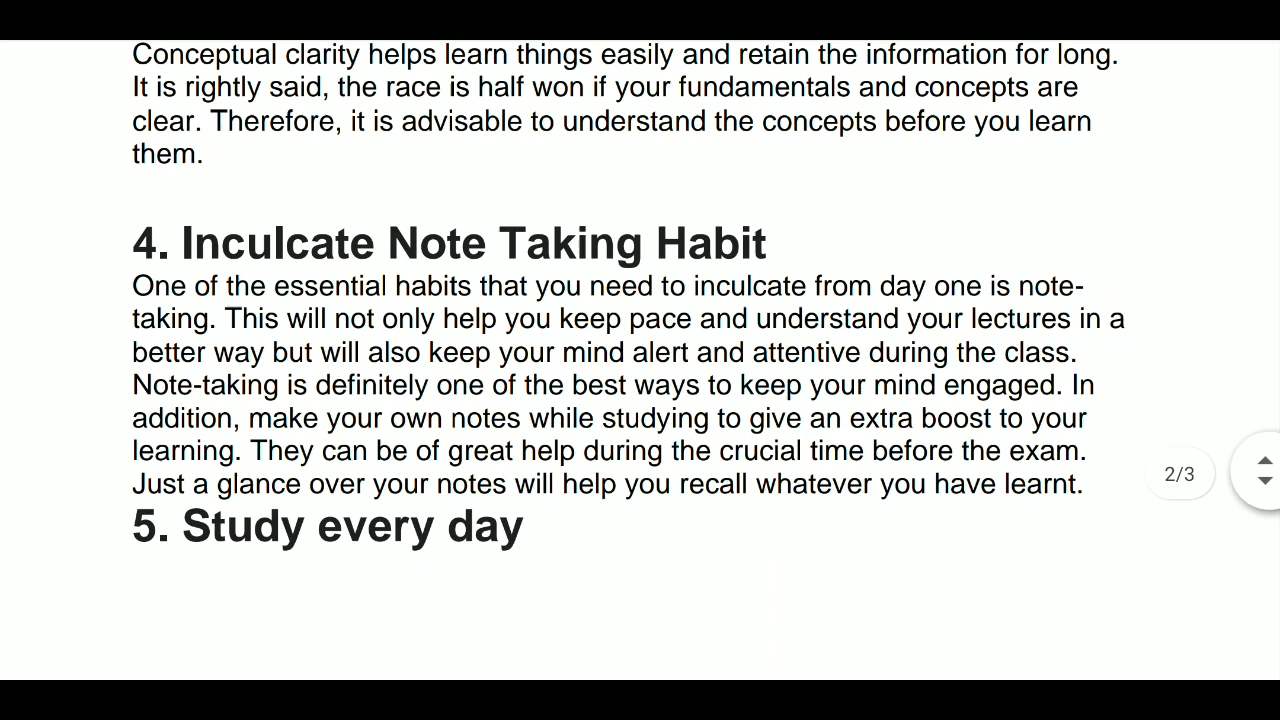 Conceptual clarity helps learn things easily and retain the information for long.
It is rightly said, the race is half won if your fundamentals and concepts are
clear. Therefore, it is advisable to understand the concepts before you learn
them.
4. Inculcate Note Taking Habit
One of the essential habits that you need to inculcate from day one is note-
taking. This will not only help you keep pace and understand your lectures in a
better way but will also keep your mind alert and attentive during the class.
Note-taking is definitely one of the best ways to keep your mind engaged. In
addition, make your own notes while studying to give an extra boost to your
learning. They can be of great help during the crucial time before the exam.
Just a glance over your notes will help you recall whatever you have learnt.
2/3
5. Study every day